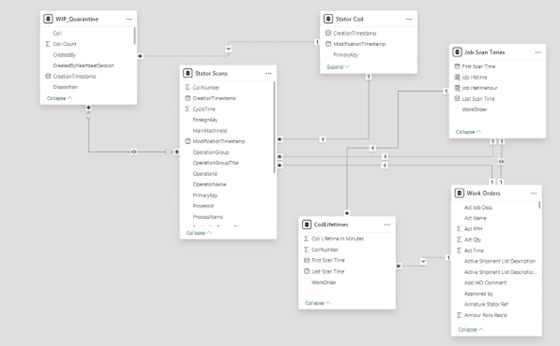 WIP_Quarantine
Coil
Coil Count
CreatedBy
CreatedByHeartbeatSession
CreationTimestamp
Disposition
Collapse
Stator Scans
CoilNumber
CreationTimestamp
CycleTime
ForeignKey
MainMachineId
ModificationTimestamp
OperationGroup
OperationGroupTitle
OperatorId
OperatorName
PrimaryKey
ProcessId
ProcessName
Collapse
Stator Coil
CreationTimestamp
ModificationTimestamp
PrimaryKey
Expand
Job Scan Times
First Scan Time
Job lifetime
Job lifetimehour
Last Scan Time
WorkOrder
Collapse
CoilLifetimes
Coil Lifetime in Minutes
CoilNumber
First Scan Time
Last Scan Time
WorkOrder
Collapse
Work Orders
Act Job Desc
Act Name
Act PPH
Act Qty
Act Time
Active Shipment List Description
Active Shipment List Descriptio...
Add WO Comment
Approved by
Armature Stator Ref
Armour Rolls Req'd
Collapse
1
1
1
1
1
1
1
1